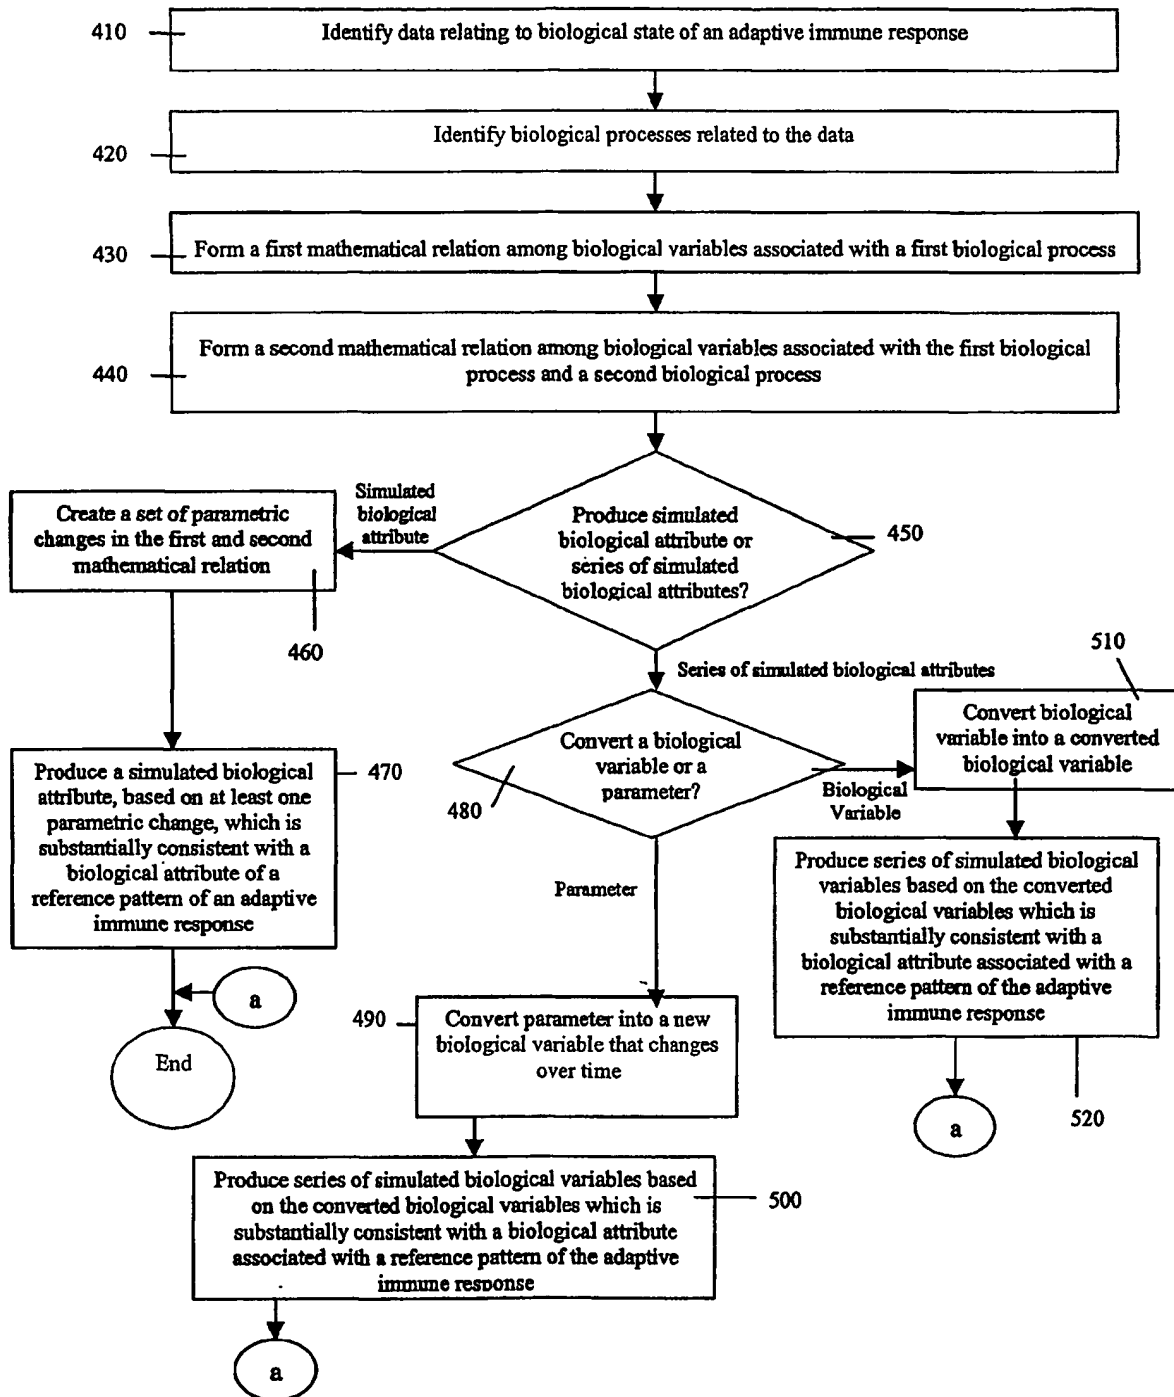 410
Identify data relating to biological state of an adaptive immune response
420
Identify biological processes related to the data
430
Form a first mathematical relation among biological variables associated with a first biological process
440
Form a second mathematical relation among biological variables associated with the first biological
process and a second biological process
450
Produce simulated
biological attribute or
series of simulated
biological attributes?
Simulated
biological
attribute
Create a set of parametric
changes in the first and second
mathematical relation
460
470
Produce a simulated biological
attribute, based on at least one
parametric change, which is
substantially consistent with a
biological attribute of a
reference pattern of an adaptive
immune response
a
End
Series of simulated biological attributes
480
Convert a biological
variable or a
parameter?
Biological
Variable
510
Convert biological
variable into a converted
biological variable
Produce series of simulated biological
variables based on the converted
biological variables which is
substantially consistent with a
biological attribute associated with a
reference pattern of the adaptive
immune response
520
a
Parameter
490
Convert parameter into a new
biological variable that changes
over time
500
Produce series of simulated biological variables based
on the converted biological variables which is
substantially consistent with a biological attribute
associated with a reference pattern of the adaptive
immune response
a